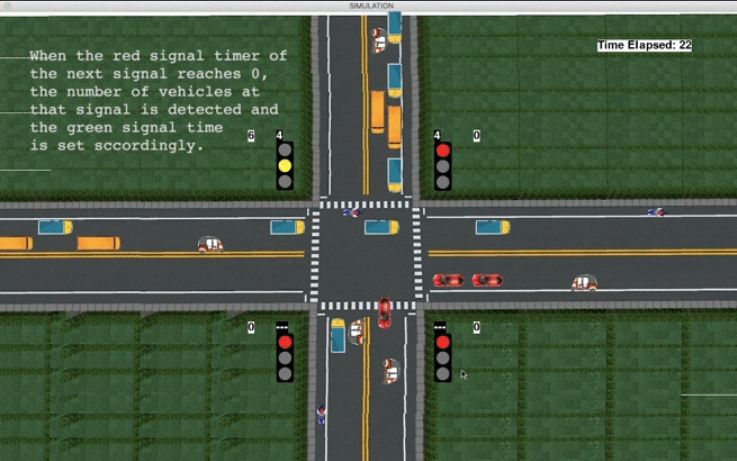 SIMULATION
Time Elapsed: 22
When the red signal timer of
the next signal reaches 0,
the number of vehicles at
that signal is detected and
the green signal time
is set sccordingly.
6 4
4 0
0 ---
--- 0